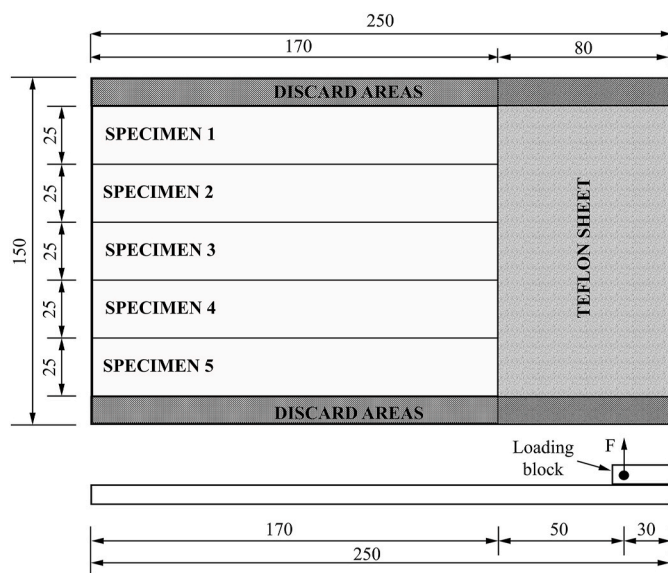 250
170
80
DISCARD AREAS
25
SPECIMEN 1
25
SPECIMEN 2
150
25
SPECIMEN 3
TEFLON SHEET
25
SPECIMEN 4
25
SPECIMEN 5
DISCARD AREAS
Loading
block
F
170
50
30
250